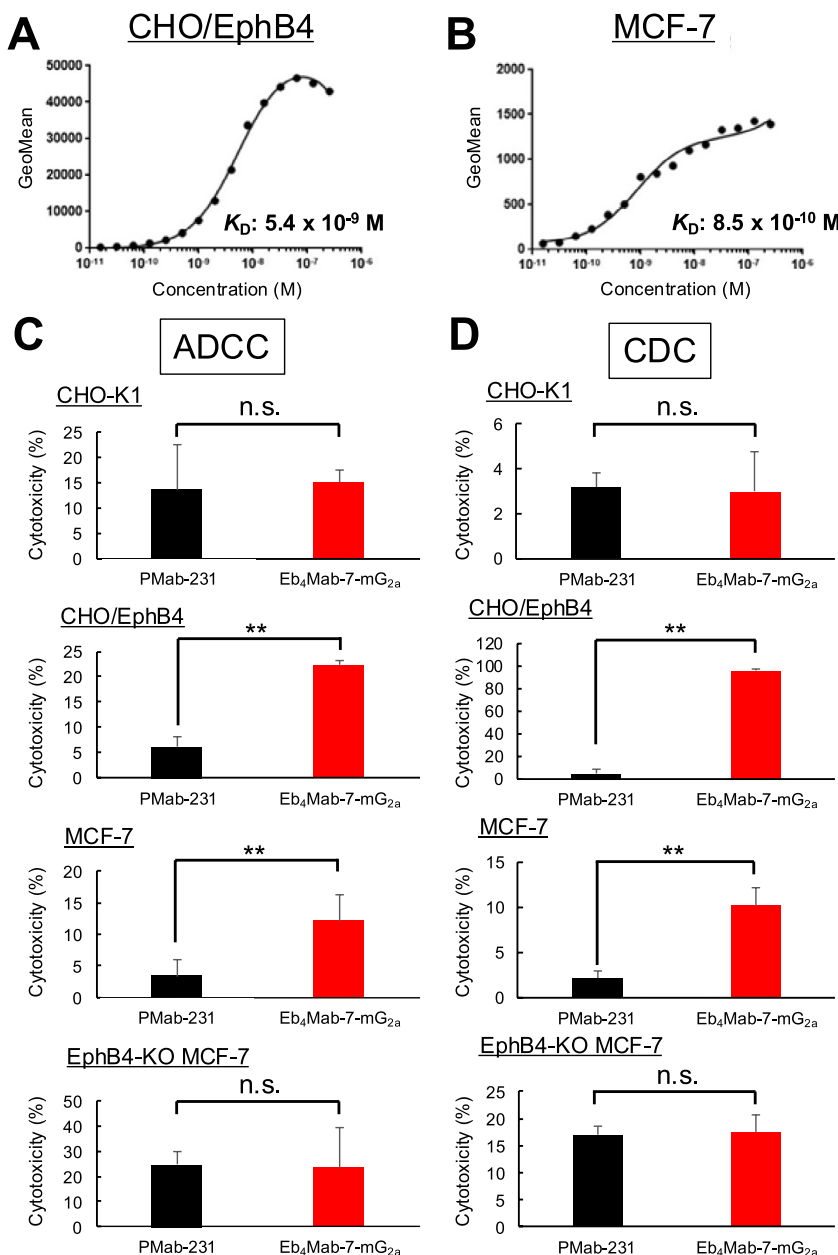 A
CHO/EphB4
50000
40000
30000
20000
10000
0
GeoMean
K_D: 5.4 x 10⁻⁹ M
10⁻¹¹ 10⁻¹⁰ 10⁻⁹ 10⁻⁸ 10⁻⁷ 10⁻⁶
Concentration (M)
B
MCF-7
2000
1500
1000
500
0
GeoMean
K_D: 8.5 x 10⁻¹⁰ M
10⁻¹¹ 10⁻¹⁰ 10⁻⁹ 10⁻⁸ 10⁻⁷ 10⁻⁶
Concentration (M)
C
ADCC
CHO-K1
n.s.
25
20
15
10
5
0
Cytotoxicity (%)
PMab-231 Eb₄Mab-7-mG₂ₐ
CHO/EphB4
**
25
20
15
10
5
0
Cytotoxicity (%)
PMab-231 Eb₄Mab-7-mG₂ₐ
MCF-7
**
20
15
10
5
0
Cytotoxicity (%)
PMab-231 Eb₄Mab-7-mG₂ₐ
EphB4-KO MCF-7
n.s.
50
40
30
20
10
0
Cytotoxicity (%)
PMab-231 Eb₄Mab-7-mG₂ₐ
D
CDC
CHO-K1
n.s.
6
4
2
0
Cytotoxicity (%)
PMab-231 Eb₄Mab-7-mG₂ₐ
CHO/EphB4
**
120
100
80
60
40
20
0
Cytotoxicity (%)
PMab-231 Eb₄Mab-7-mG₂ₐ
MCF-7
**
15
10
5
0
Cytotoxicity (%)
PMab-231 Eb₄Mab-7-mG₂ₐ
EphB4-KO MCF-7
n.s.
25
20
15
10
5
0
Cytotoxicity (%)
PMab-231 Eb₄Mab-7-mG₂ₐ